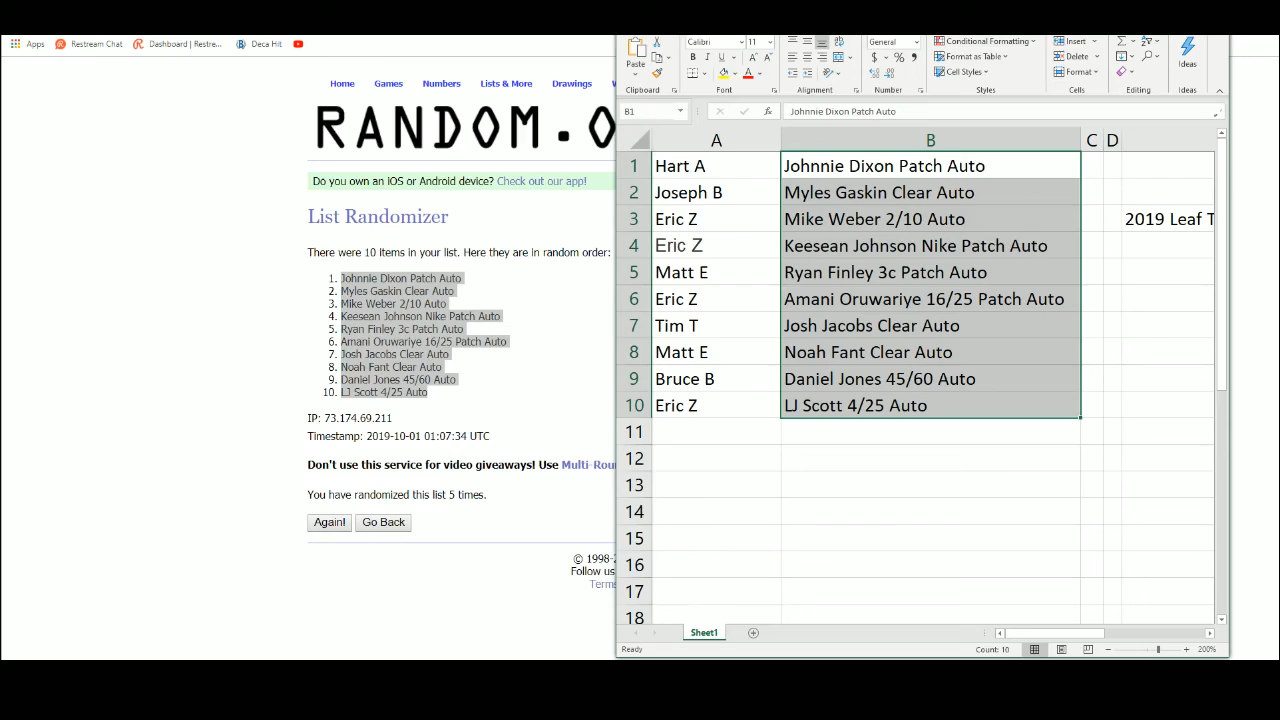 Apps Restream Chat Dashboard | Restre... Deca Hit
Home Games Numbers Lists & More Drawings
RANDOM.O
Do you own an iOS or Android device? Check out our app!
List Randomizer
There were 10 items in your list. Here they are in random order:
1. Johnnie Dixon Patch Auto
2. Myles Gaskin Clear Auto
3. Mike Weber 2/10 Auto
4. Keesean Johnson Nike Patch Auto
5. Ryan Finley 3c Patch Auto
6. Amani Oruwariye 16/25 Patch Auto
7. Josh Jacobs Clear Auto
8. Noah Fant Clear Auto
9. Daniel Jones 45/60 Auto
10. LJ Scott 4/25 Auto
IP: 73.174.69.211
Timestamp: 2019-10-01 01:07:34 UTC
Don't use this service for video giveaways! Use Multi-Rou
You have randomized this list 5 times.
Again! Go Back
© 1998-2
Follow us
Terms
Paste Calibri 11 General Conditional Formatting Insert Ideas
B I U Format as Table Delete
Cell Styles Format
Clipboard Font Alignment Number Styles Cells Editing Ideas
B1 fx Johnnie Dixon Patch Auto
A B C D
1 Hart A Johnnie Dixon Patch Auto
2 Joseph B Myles Gaskin Clear Auto
3 Eric Z Mike Weber 2/10 Auto 2019 Leaf T
4 Eric Z Keesean Johnson Nike Patch Auto
5 Matt E Ryan Finley 3c Patch Auto
6 Eric Z Amani Oruwariye 16/25 Patch Auto
7 Tim T Josh Jacobs Clear Auto
8 Matt E Noah Fant Clear Auto
9 Bruce B Daniel Jones 45/60 Auto
10 Eric Z LJ Scott 4/25 Auto
11
12
13
14
15
16
17
18
Sheet1
Ready Count: 10 200%